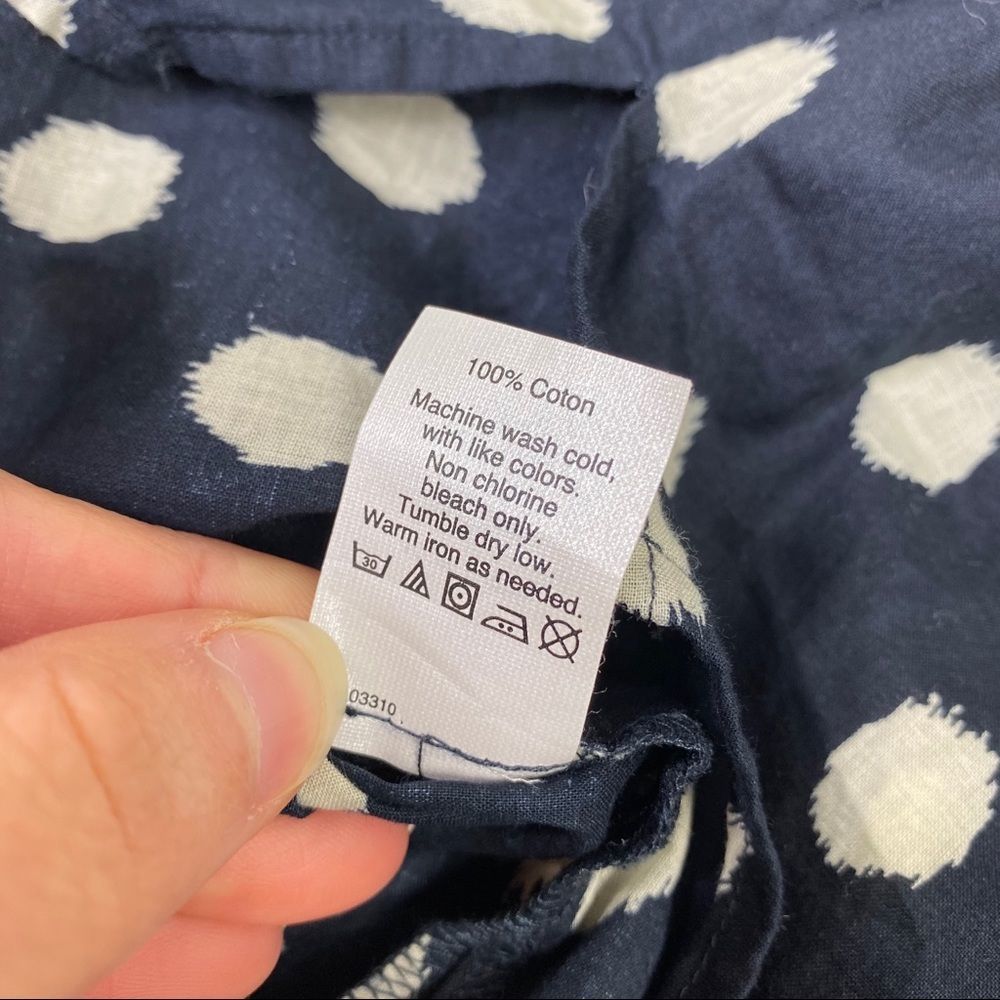 100% Coton
Machine wash cold,
with like colors.
Non chlorine
bleach only.
Tumble dry low.
Warm iron as needed.
30
03310